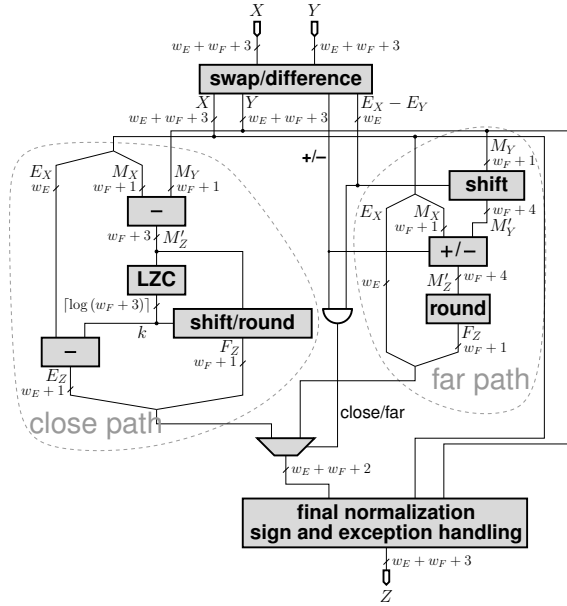 X Y
w_E + w_F + 3 w_E + w_F + 3
swap/difference
X Y E_X − E_Y
w_E + w_F + 3 w_E + w_F + 3 w_E
+/−
E_X M_X M_Y
w_E w_F + 1 w_F + 1
−
w_F + 3 M'_Z
LZC
⌈log (w_F + 3)⌉
k
shift/round
−
E_Z
w_E + 1
F_Z
w_F + 1
close path
M_Y
w_F + 1
shift
w_F + 4
M'_Y
E_X M_X
w_F + 1
+/−
w_E
M'_Z w_F + 4
round
F_Z
w_F + 1
far path
close/far
w_E + w_F + 2
final normalization
sign and exception handling
w_E + w_F + 3
Z